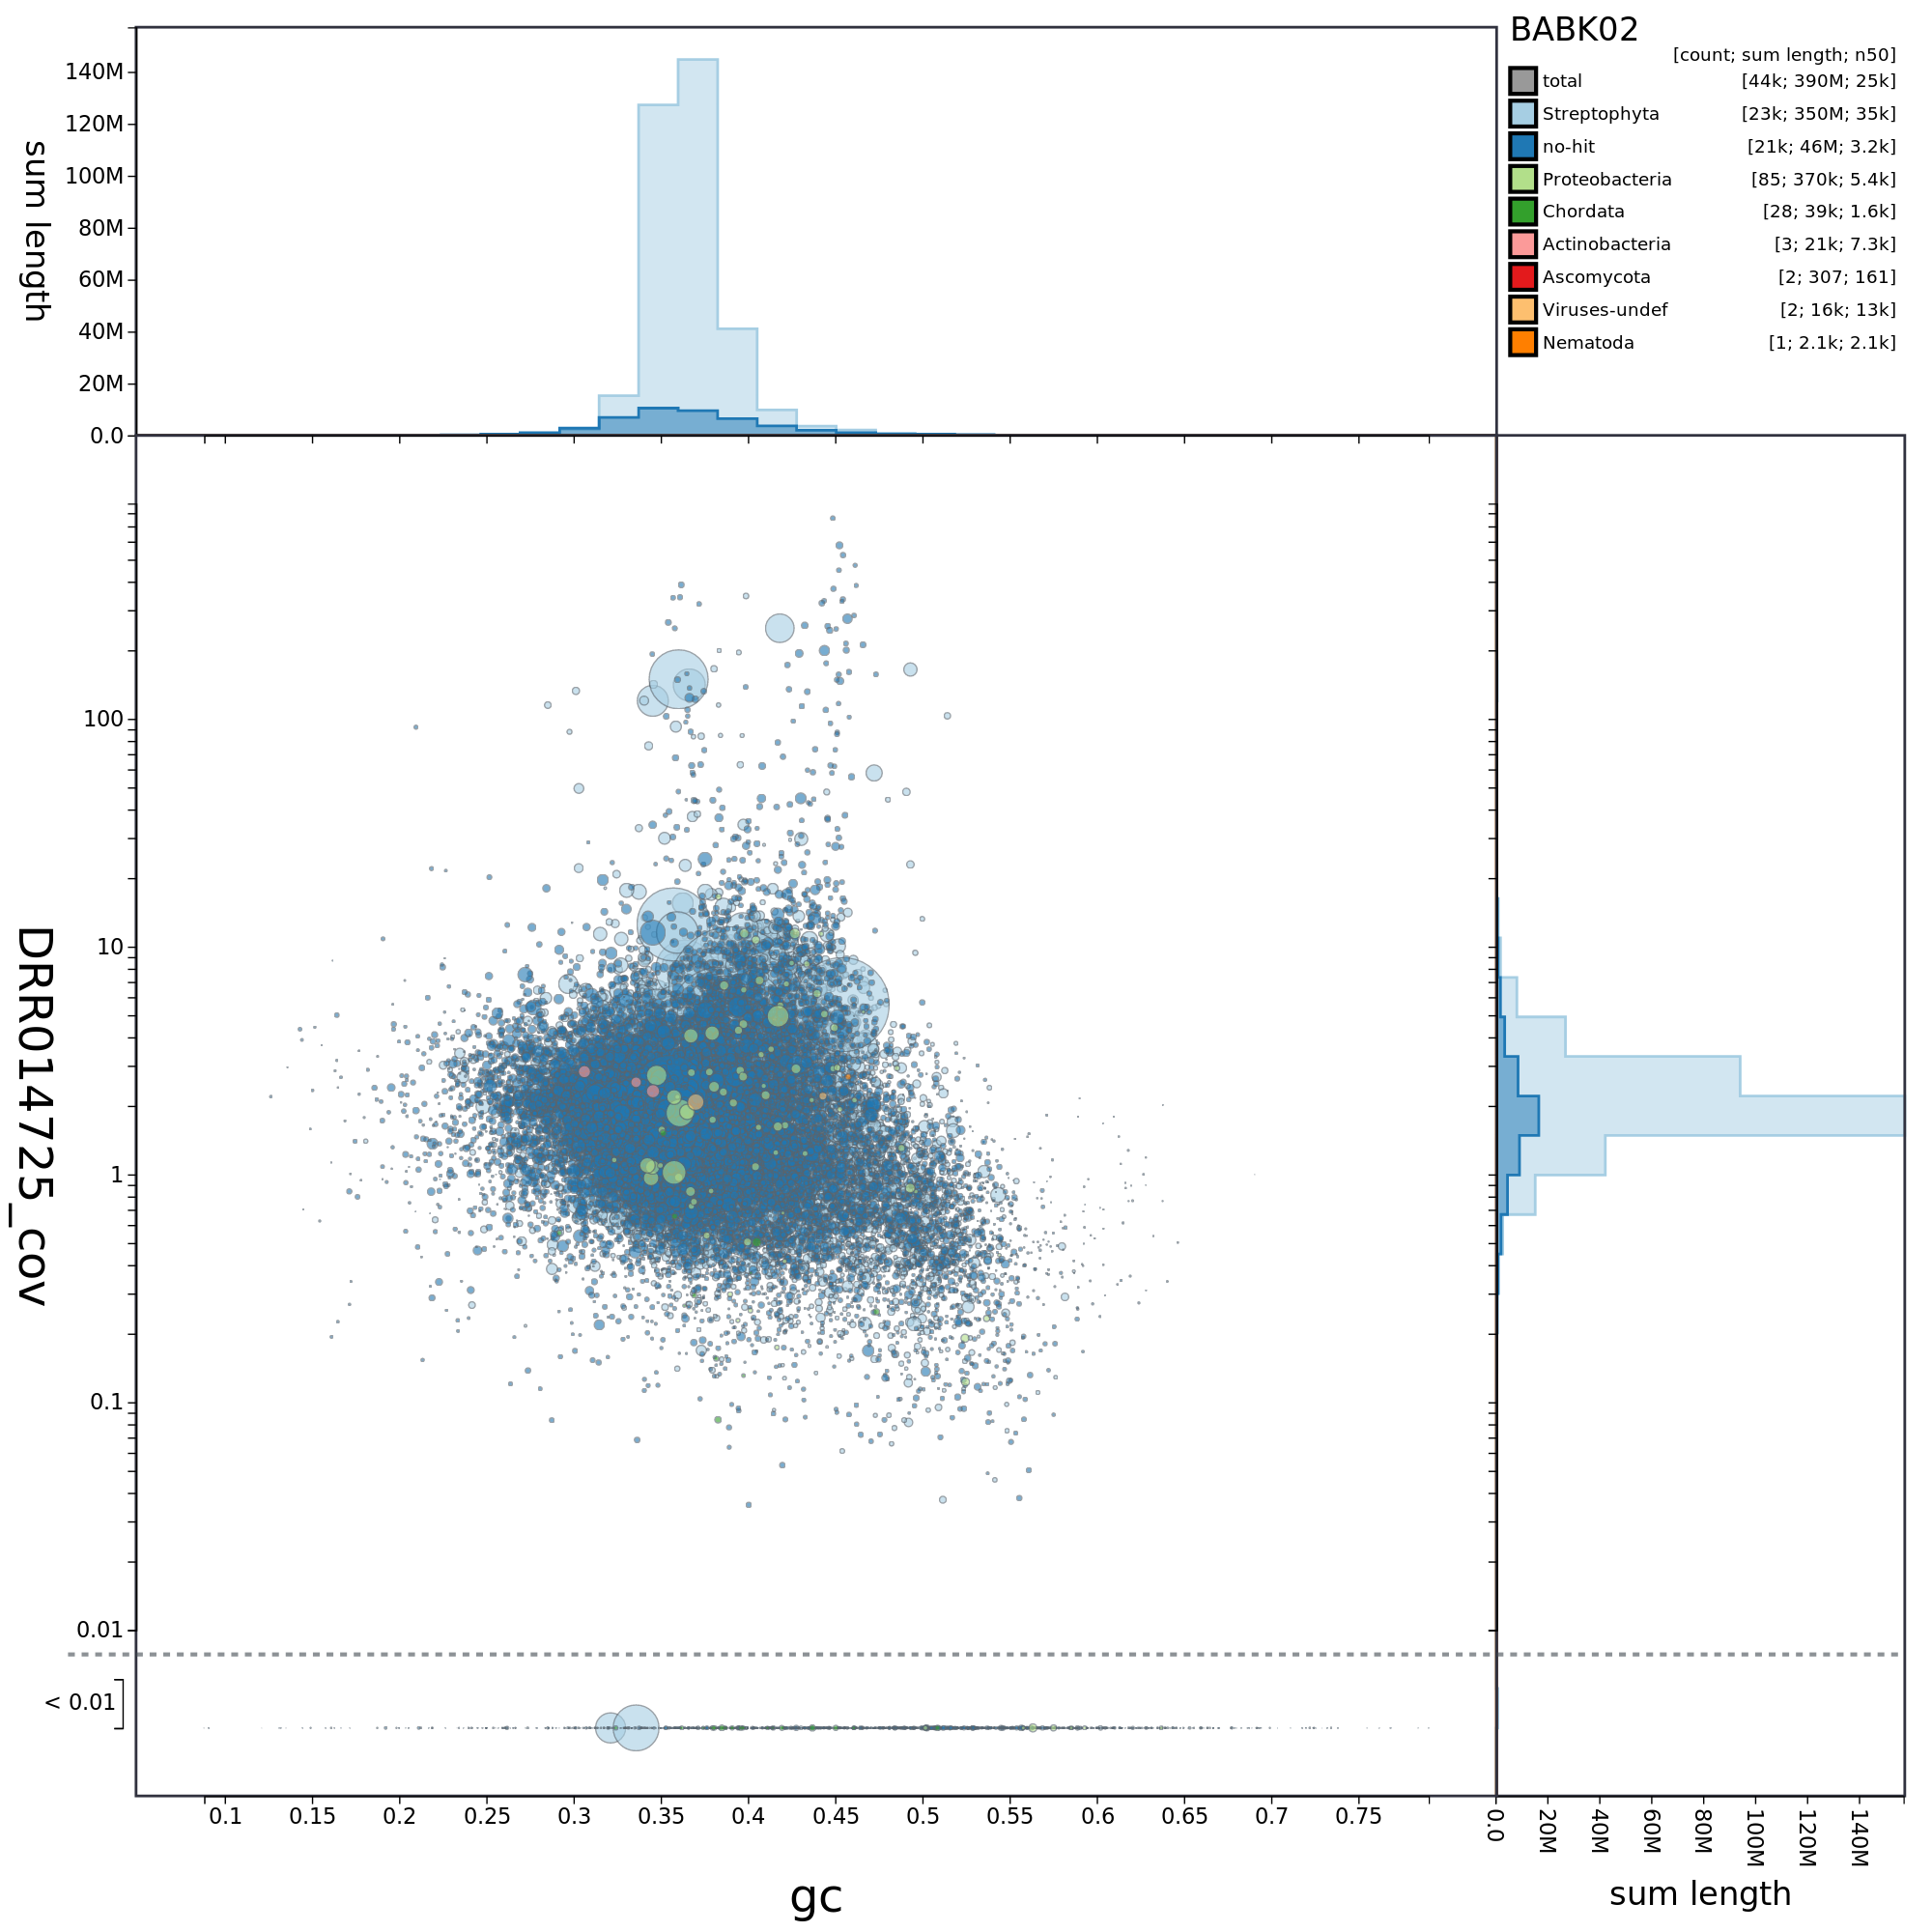 BABK02
[count; sum length; n50]
total [44k; 390M; 25k]
Streptophyta [23k; 350M; 35k]
no-hit [21k; 46M; 3.2k]
Proteobacteria [85; 370k; 5.4k]
Chordata [28; 39k; 1.6k]
Actinobacteria [3; 21k; 7.3k]
Ascomycota [2; 307; 161]
Viruses-undef [2; 16k; 13k]
Nematoda [1; 2.1k; 2.1k]
sum length
140M
120M
100M
80M
60M
40M
20M
0.0
DRR014725_cov
100
10
1
0.1
0.01
< 0.01
0.1 0.15 0.2 0.25 0.3 0.35 0.4 0.45 0.5 0.55 0.6 0.65 0.7 0.75
gc
0.0 20M 40M 60M 80M 100M 120M 140M
sum length